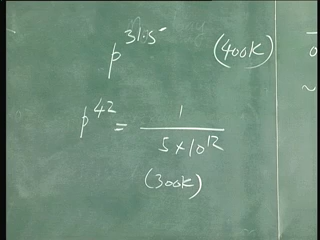 p^31.5 (400K)
p^42 = 1 / 5 × 10^12
(300K)